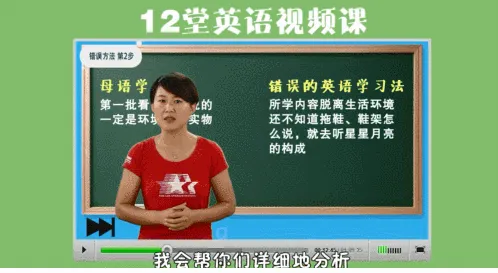 12堂英语视频课
错误方法 第2步
母语学
第一批看 的
一定是环 实物
错误的英语学习法
所学内容脱离生活环境
还不知道拖鞋、鞋架怎
么说，就去听星星月亮
的构成
我会帮你们详细地分析